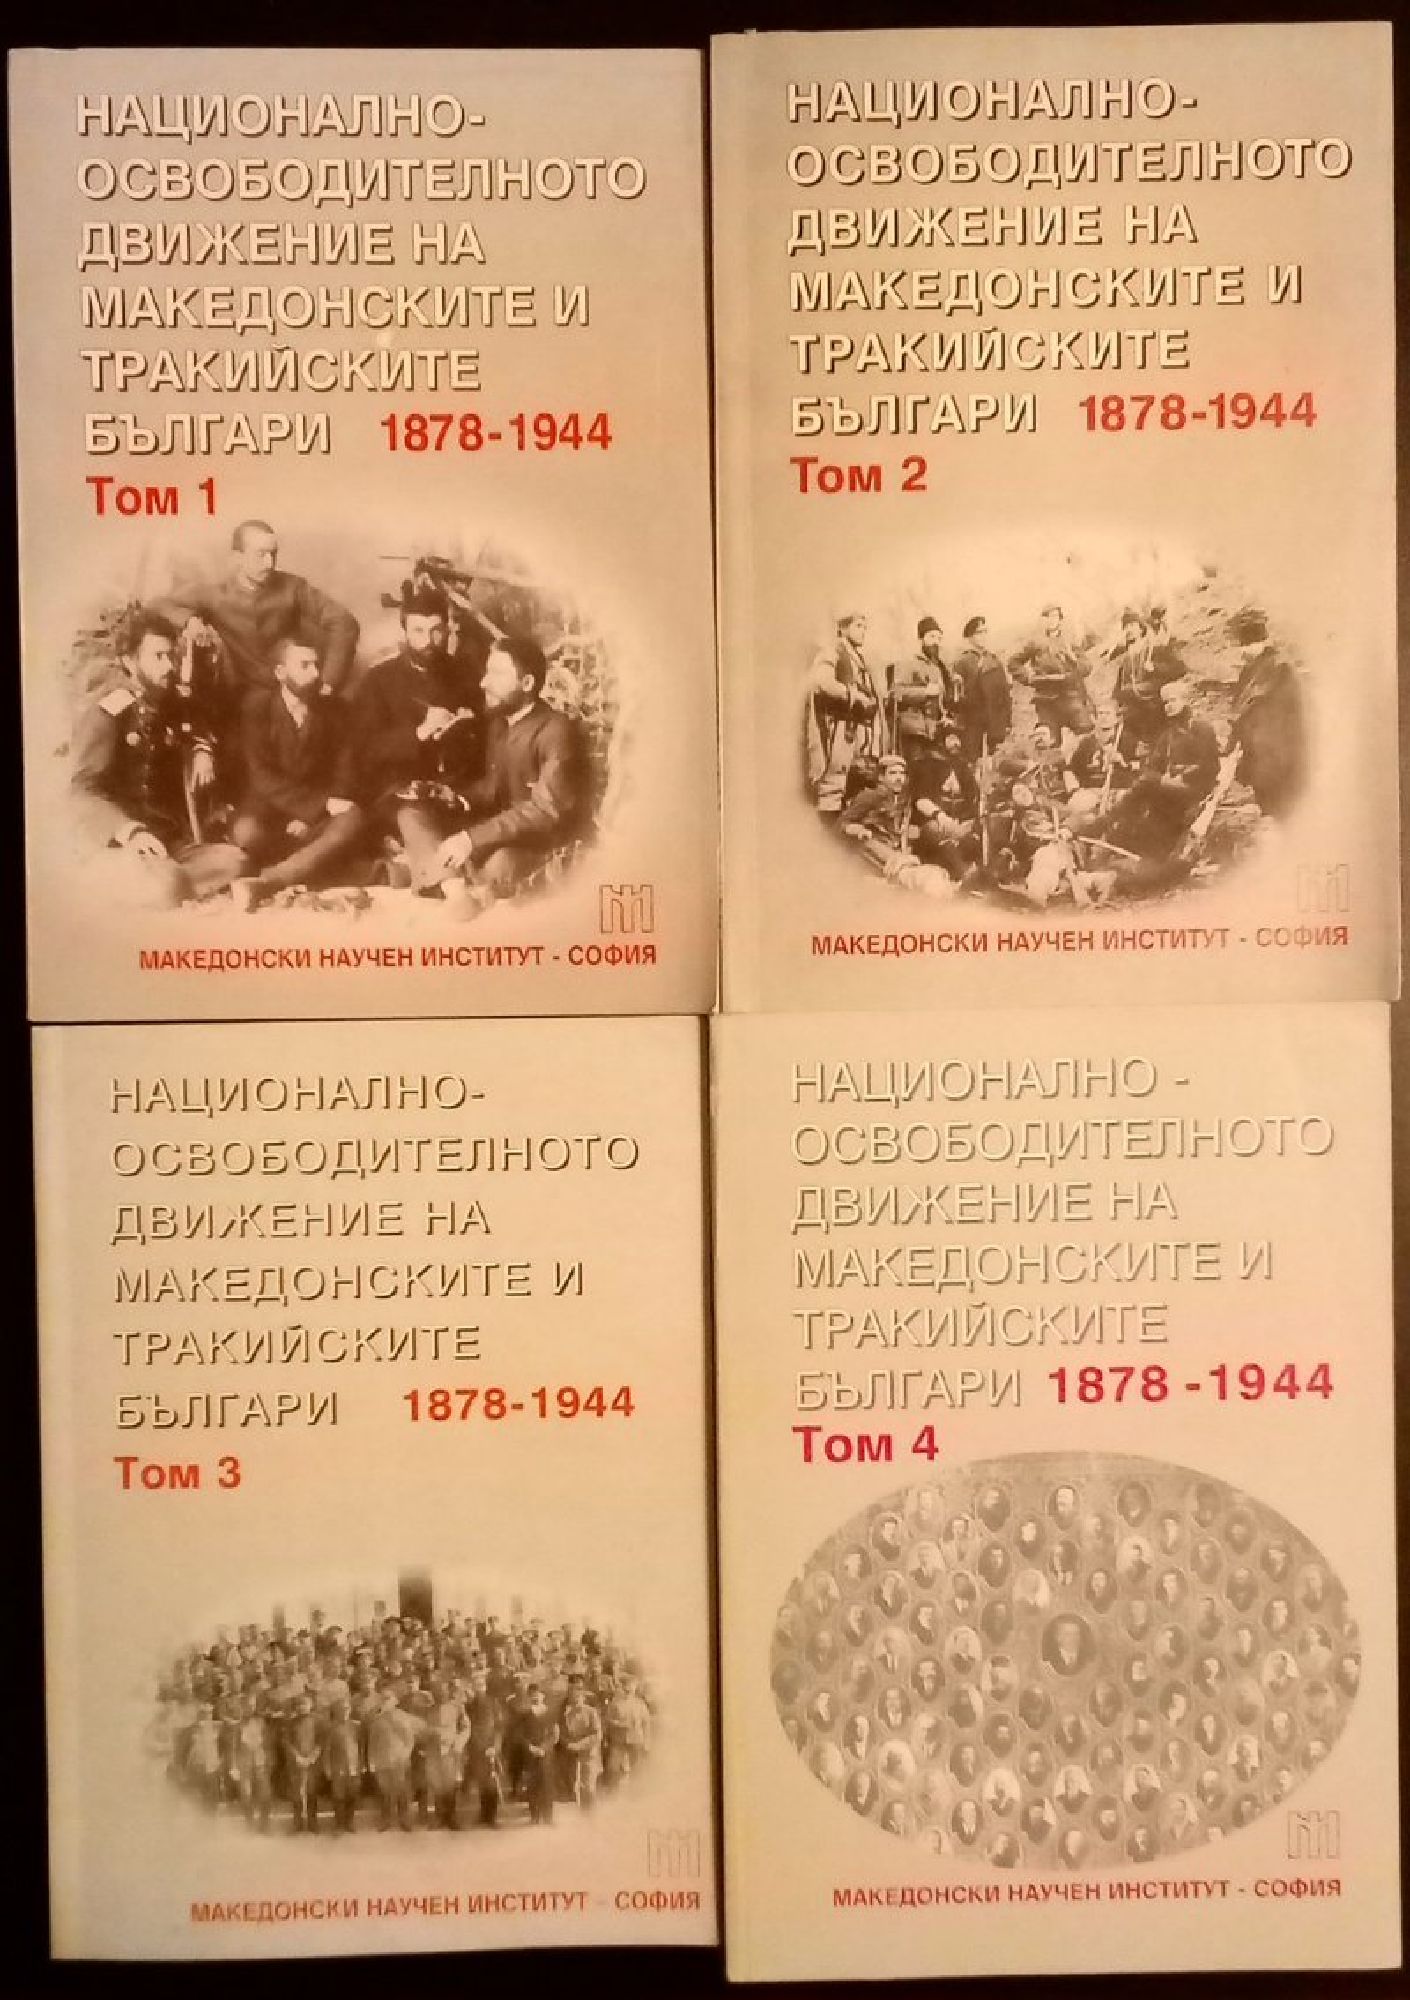 НАЦИОНАЛНО-
ОСВОБОДИТЕЛНОТО
ДВИЖЕНИЕ НА
МАКЕДОНСКИТЕ И
ТРАКИЙСКИТЕ
БЪЛГАРИ 1878-1944
Том 1
МАКЕДОНСКИ НАУЧЕН ИНСТИТУТ - СОФИЯ
НАЦИОНАЛНО-
ОСВОБОДИТЕЛНОТО
ДВИЖЕНИЕ НА
МАКЕДОНСКИТЕ И
ТРАКИЙСКИТЕ
БЪЛГАРИ 1878-1944
Том 2
МАКЕДОНСКИ НАУЧЕН ИНСТИТУТ - СОФИЯ
НАЦИОНАЛНО-
ОСВОБОДИТЕЛНОТО
ДВИЖЕНИЕ НА
МАКЕДОНСКИТЕ И
ТРАКИЙСКИТЕ
БЪЛГАРИ 1878-1944
Том 3
МАКЕДОНСКИ НАУЧЕН ИНСТИТУТ - СОФИЯ
НАЦИОНАЛНО -
ОСВОБОДИТЕЛНОТО
ДВИЖЕНИЕ НА
МАКЕДОНСКИТЕ И
ТРАКИЙСКИТЕ
БЪЛГАРИ 1878 - 1944
Том 4
МАКЕДОНСКИ НАУЧЕН ИНСТИТУТ - СОФИЯ